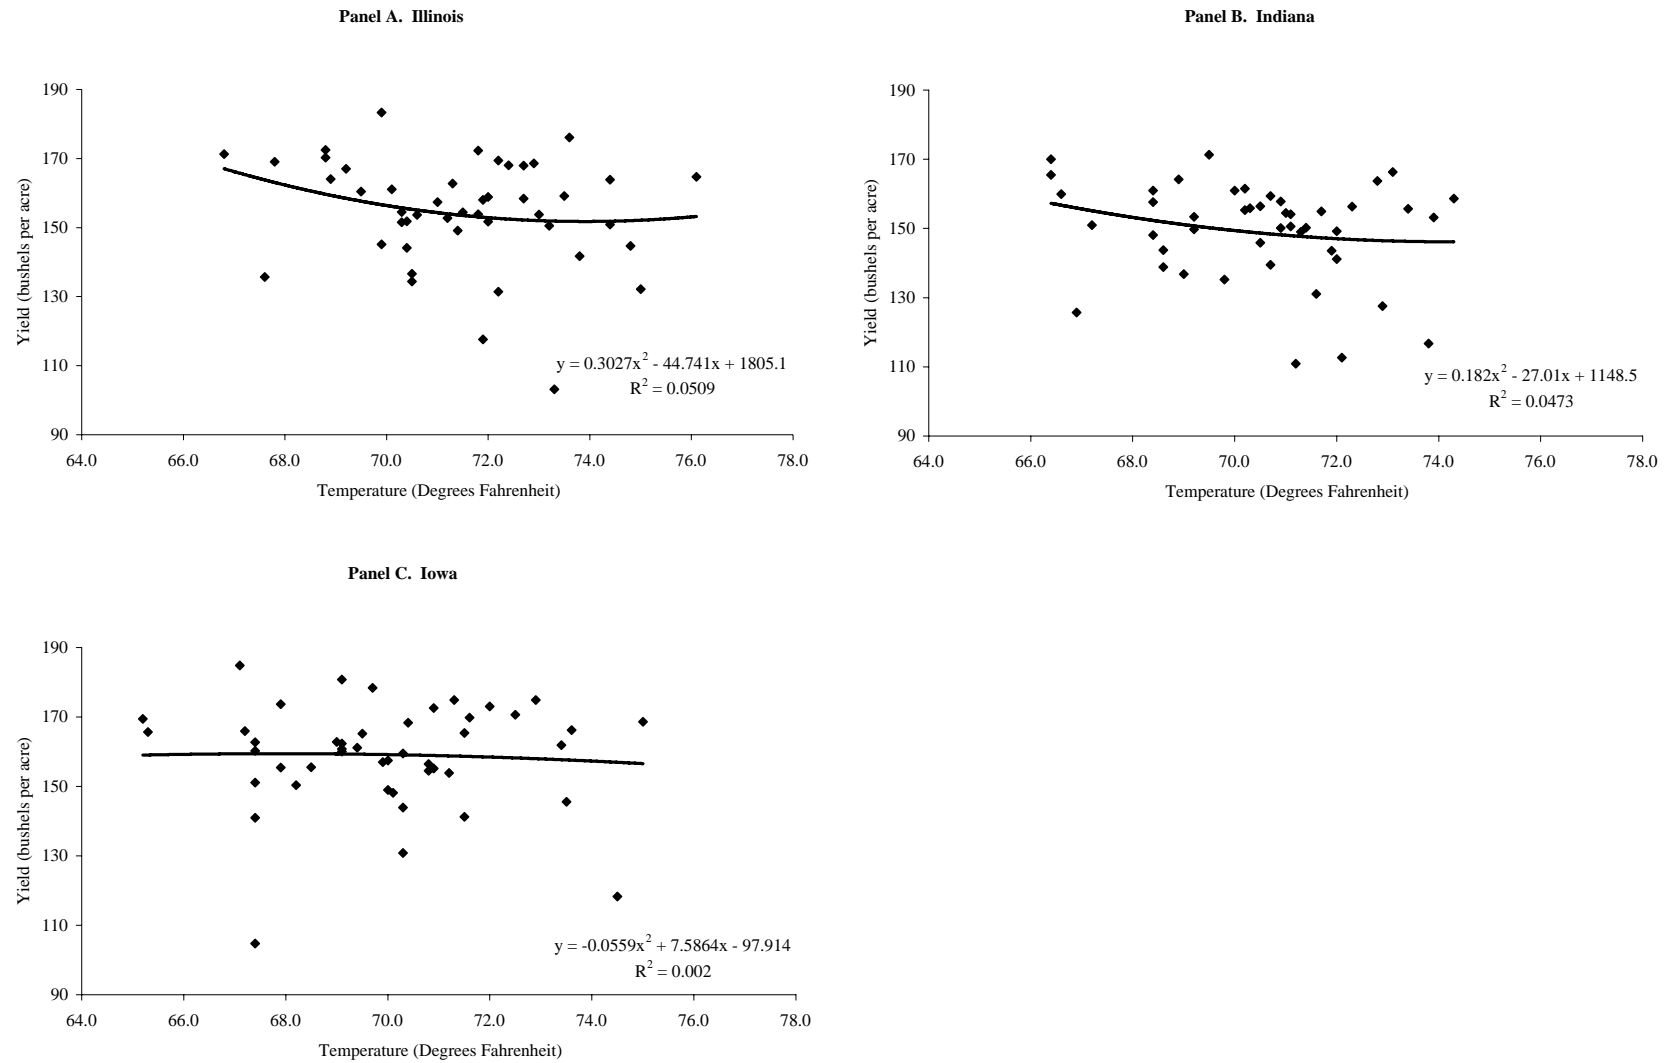 Panel A.  Illinois
190
170
150
130
110
90
Yield (bushels per acre)
64.0 66.0 68.0 70.0 72.0 74.0 76.0 78.0
Temperature (Degrees Fahrenheit)
y = 0.3027x² - 44.741x + 1805.1
R² = 0.0509
Panel B.  Indiana
190
170
150
130
110
90
Yield (bushels per acre)
64.0 66.0 68.0 70.0 72.0 74.0 76.0 78.0
Temperature (Degrees Fahrenheit)
y = 0.182x² - 27.01x + 1148.5
R² = 0.0473
Panel C.  Iowa
190
170
150
130
110
90
Yield (bushels per acre)
64.0 66.0 68.0 70.0 72.0 74.0 76.0 78.0
Temperature (Degrees Fahrenheit)
y = -0.0559x² + 7.5864x - 97.914
R² = 0.002